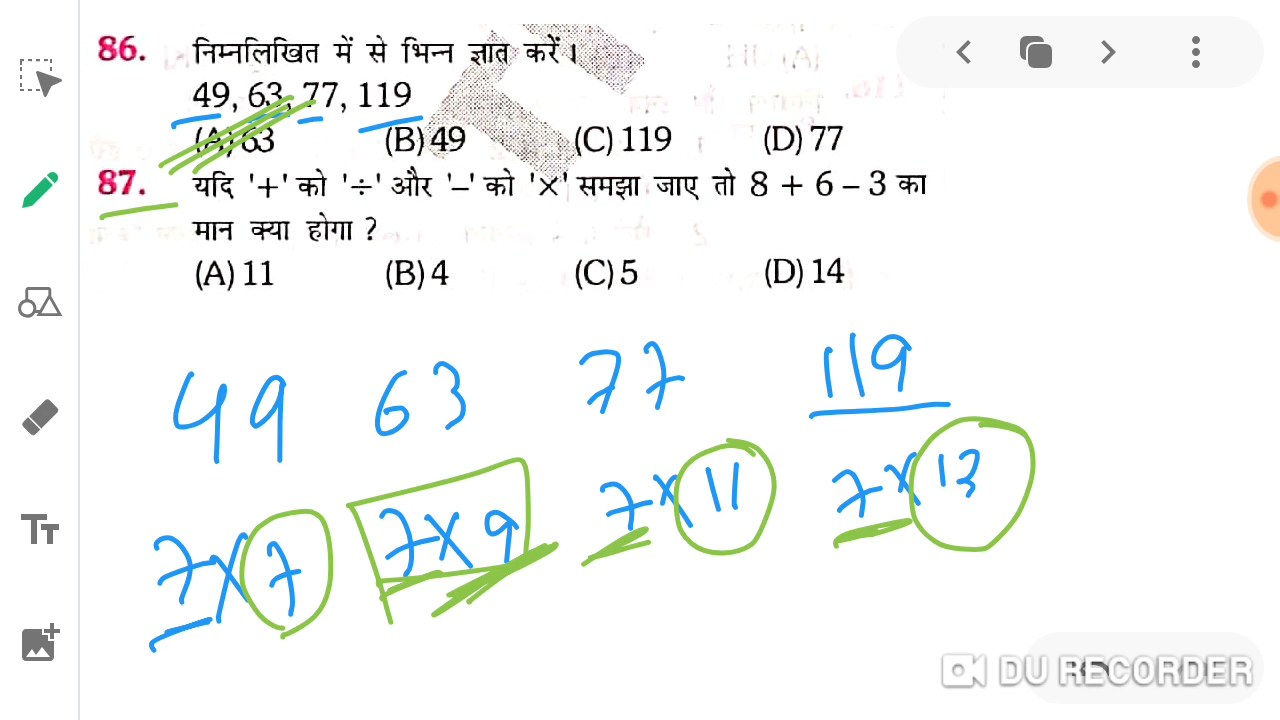 86. निम्नलिखित में से भिन्न ज्ञात करें।
49, 63, 77, 119
(A) 63 (B) 49 (C) 119 (D) 77
87. यदि '+' को '÷' और '–' को '×' समझा जाए तो 8 + 6 – 3 का
मान क्या होगा ?
(A) 11 (B) 4 (C) 5 (D) 14
49 63 77 119
7×7 7×9 7×11 7×13
Tт
DU RECORDER